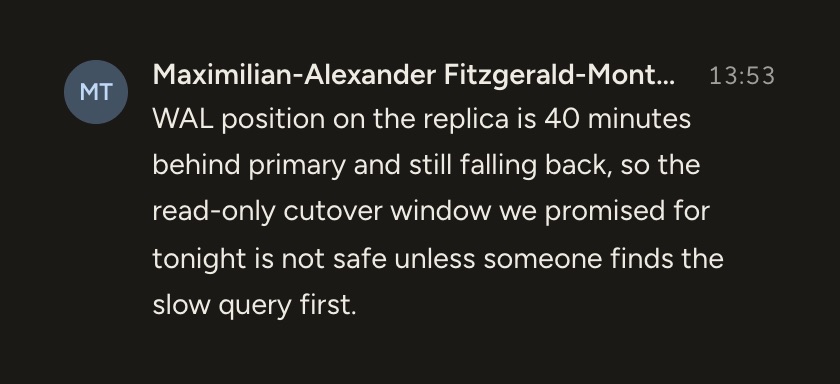 MT
Maximilian-Alexander Fitzgerald-Mont... 13:53
WAL position on the replica is 40 minutes
behind primary and still falling back, so the
read-only cutover window we promised for
tonight is not safe unless someone finds the
slow query first.